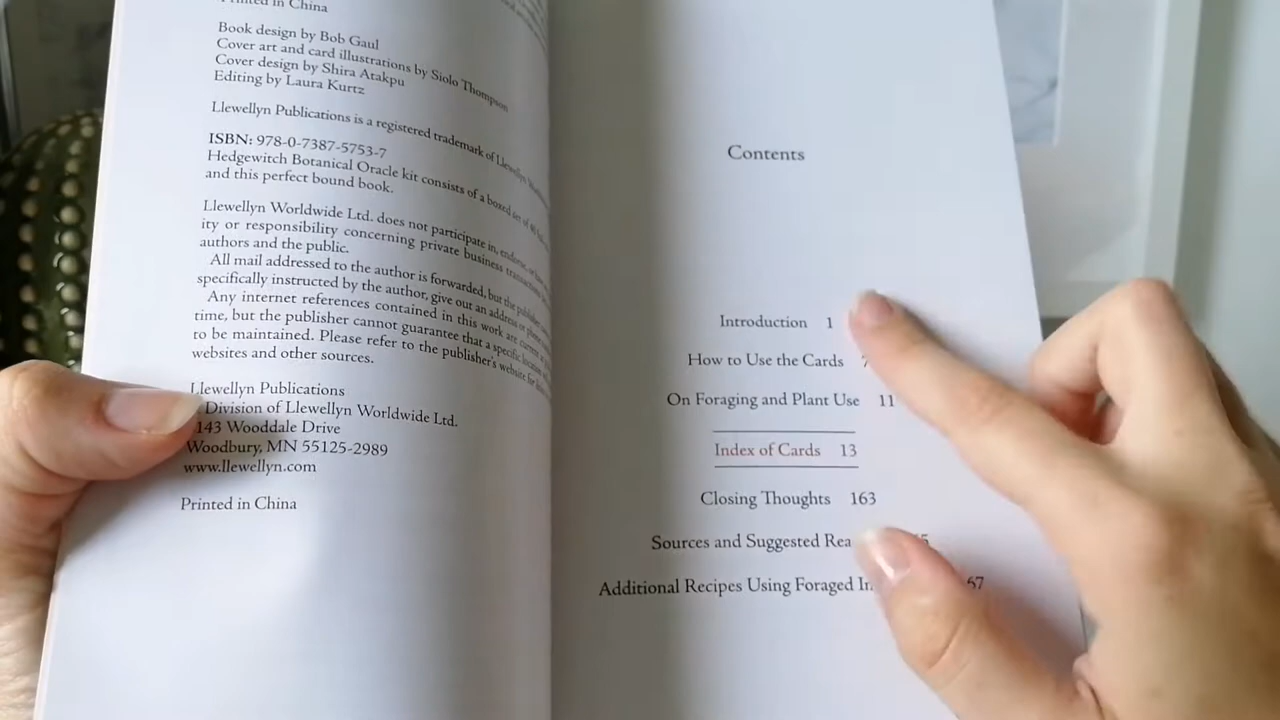 Printed in China
Book design by Bob Gaul
Cover art and card illustrations by Siolo Thompson
Cover design by Shira Atakpu
Editing by Laura Kurtz
Llewellyn Publications is a registered trademark of Llewellyn
ISBN: 978-0-7387-5753-7
Hedgewitch Botanical Oracle kit consists of a boxed set of 40
and this perfect bound book.
Llewellyn Worldwide Ltd. does not participate in, endorse,
ity or responsibility concerning private business transactions
authors and the public.
All mail addressed to the author is forwarded, but the publisher
specifically instructed by the author, give out an address or phone
Any internet references contained in this work are current at
time, but the publisher cannot guarantee that a specific location
to be maintained. Please refer to the publisher's website for
websites and other sources.
Llewellyn Publications
Division of Llewellyn Worldwide Ltd.
143 Wooddale Drive
Woodbury, MN 55125-2989
www.llewellyn.com
Printed in China
Contents
Introduction 1
How to Use the Cards 7
On Foraging and Plant Use 11
Index of Cards 13
Closing Thoughts 163
Sources and Suggested
Additional Recipes Using Foraged